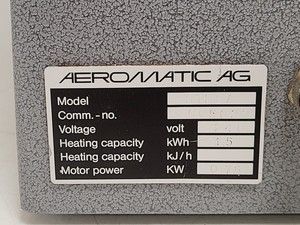 AEROMATIC AG
Model
Comm.-no.
Voltage volt
Heating capacity kWh
Heating capacity kJ/h
Motor power KW